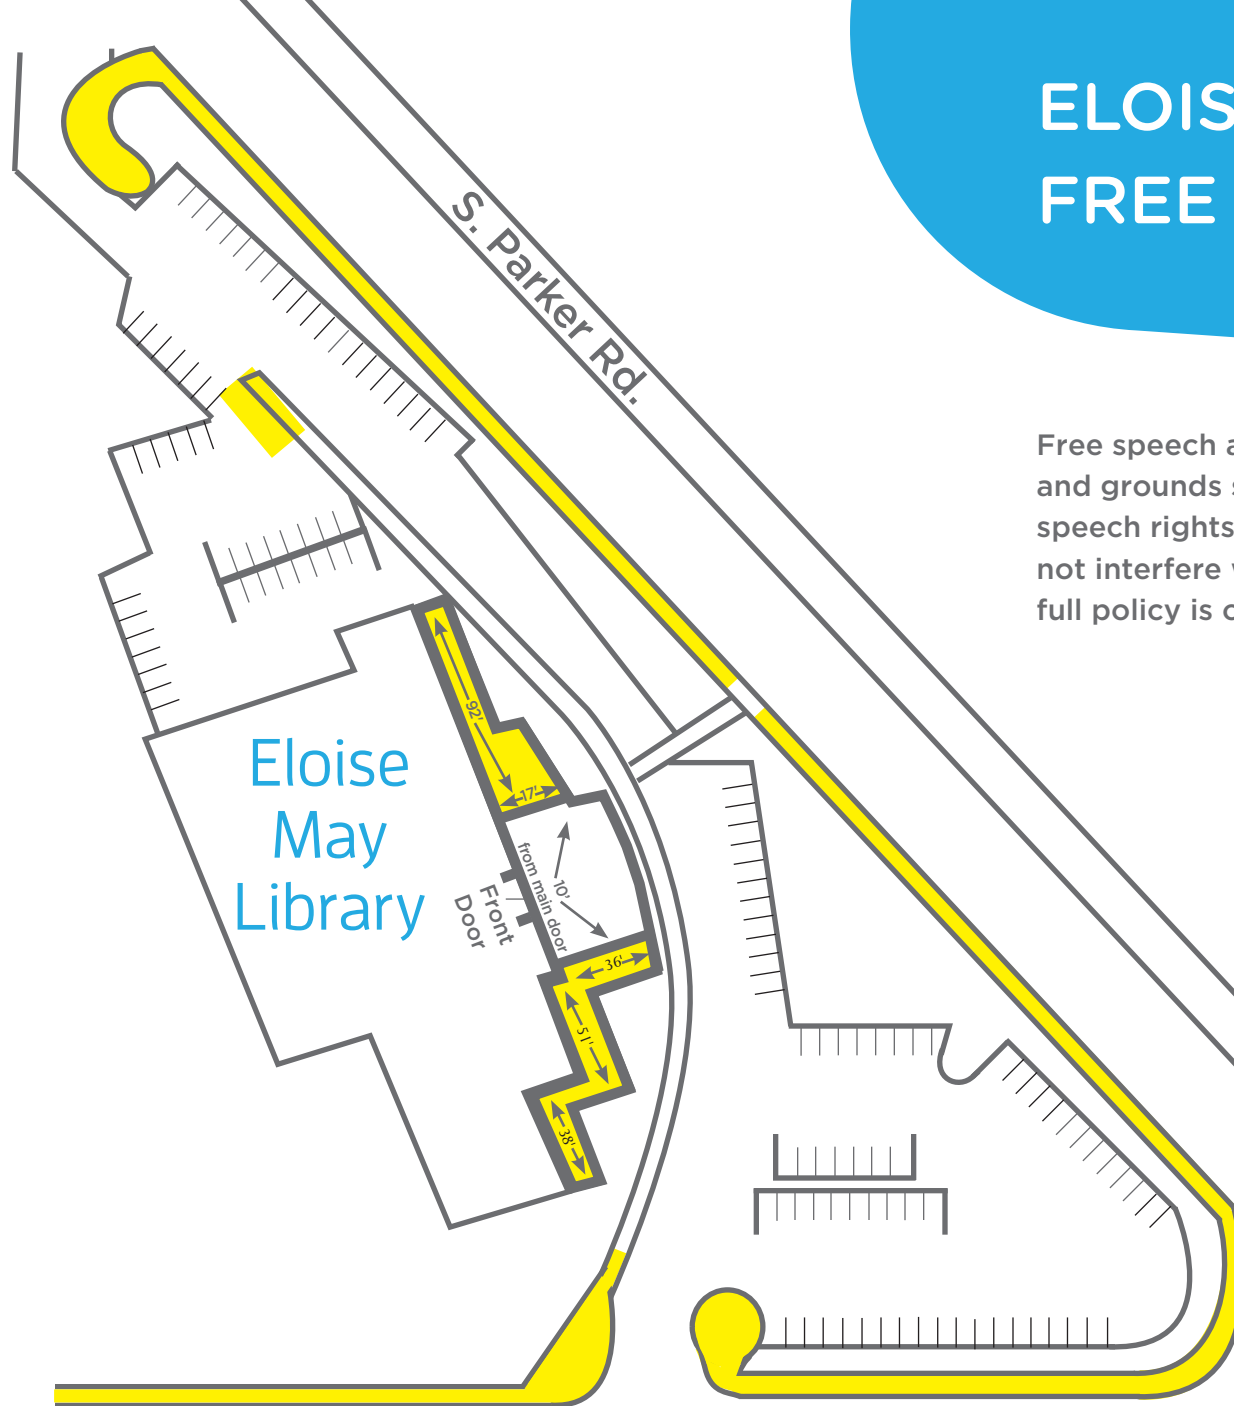 ELOIS
FREE
S. Parker Rd.
Free speech a
and grounds s
speech rights
not interfere w
full policy is o
92'
17'
Eloise
May
Library
from main door
10'
Front
Door
36'
51'
38'